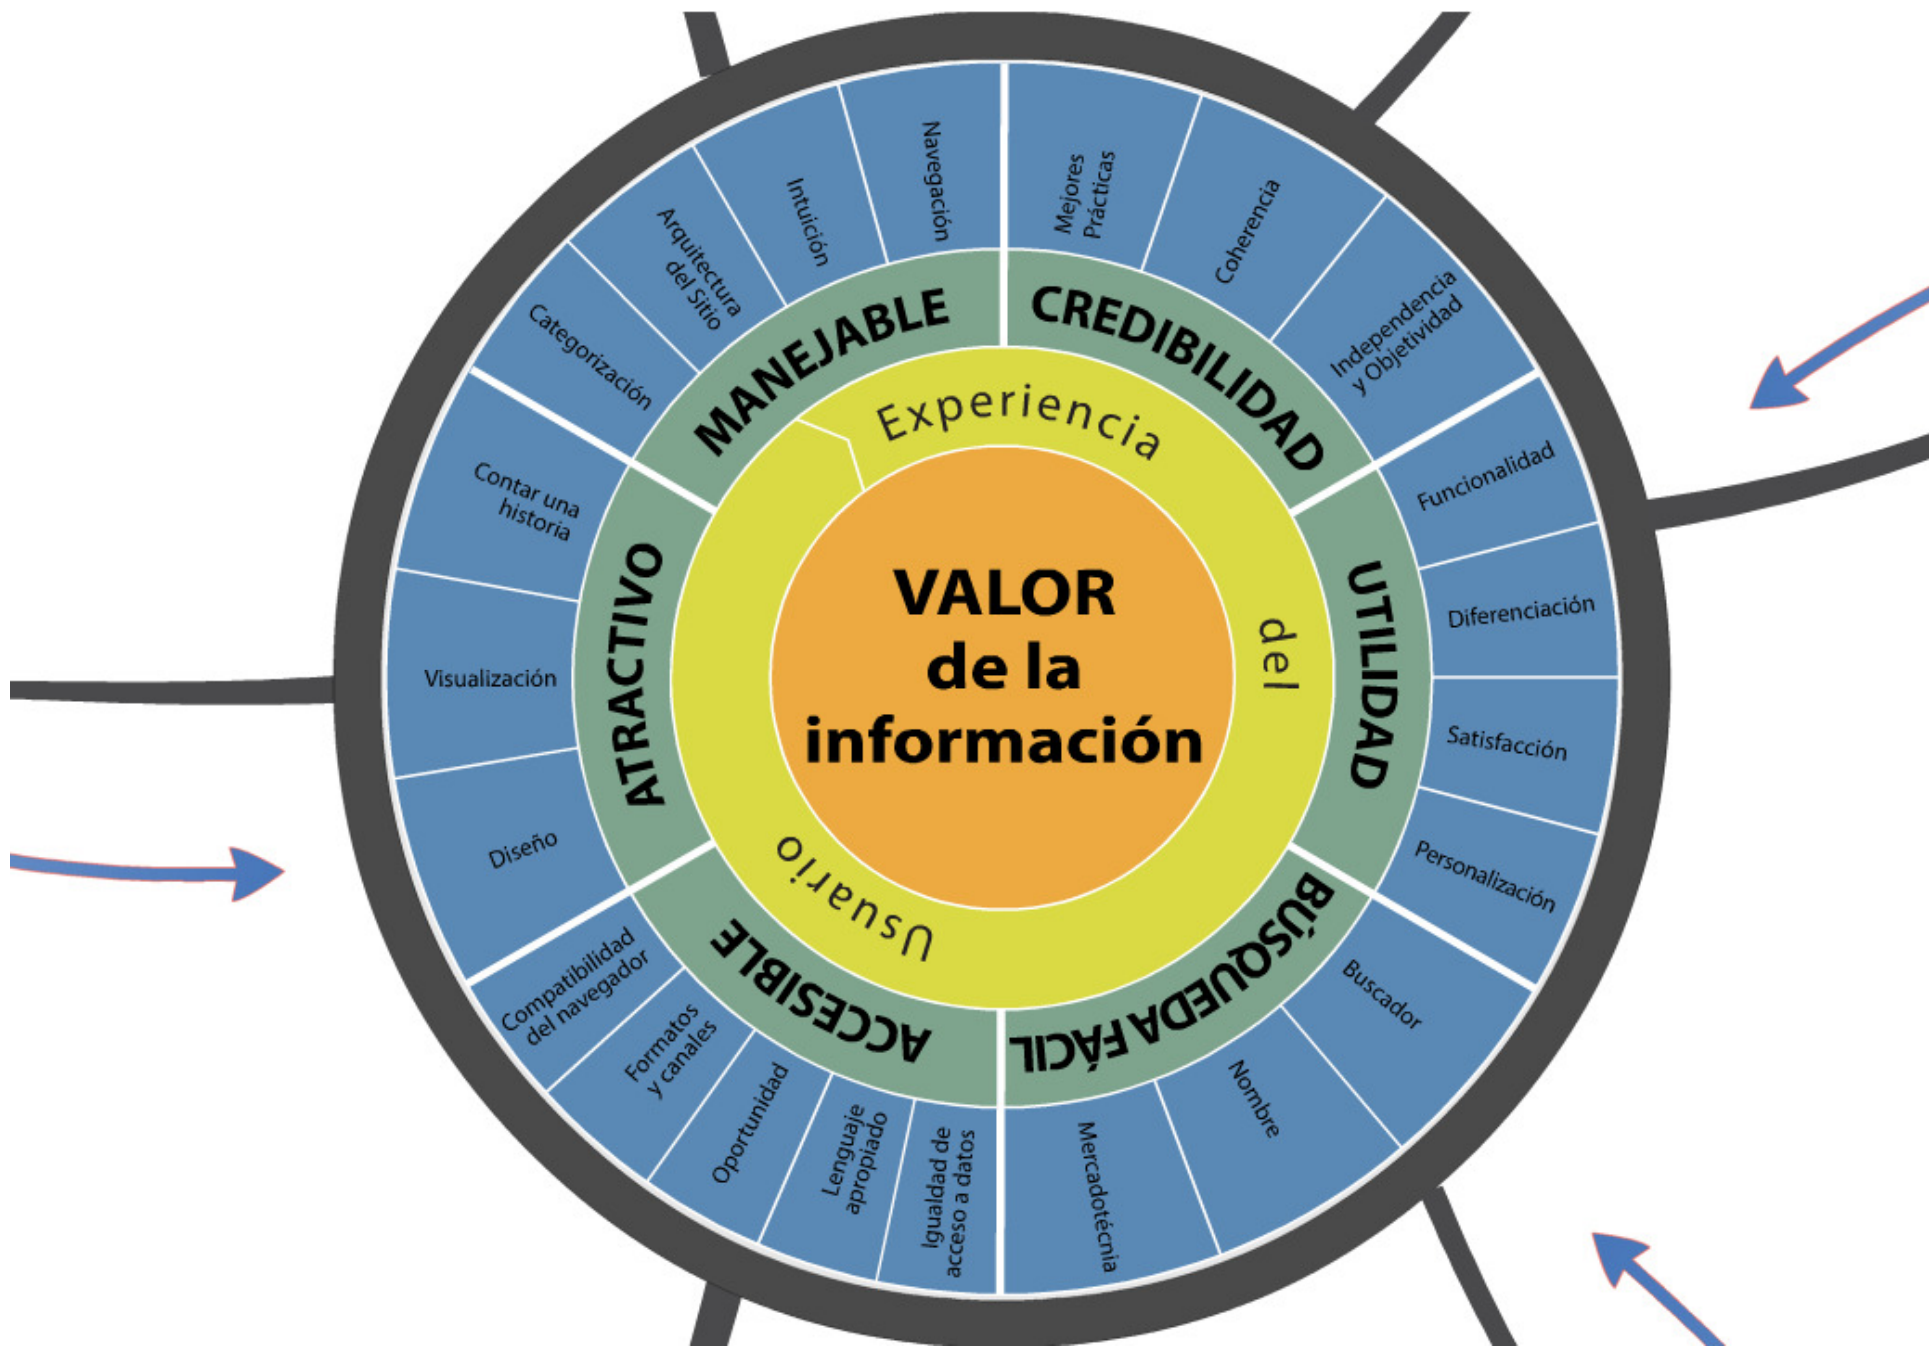 VALOR
de la
información
Experiencia
del
Usuario
CREDIBILIDAD
Mejores
Prácticas
Coherencia
Independencia
y Objetividad
UTILIDAD
Funcionalidad
Diferenciación
Satisfacción
Personalización
BÚSQUEDA FÁCIL
Buscador
Nombre
Mercadotécnia
ACCESIBLE
Igualdad de
acceso a datos
Lenguaje
apropiado
Oportunidad
Formatos
y canales
Compatibilidad
del navegador
ATRACTIVO
Diseño
Visualización
Contar una
historia
MANEJABLE
Categorización
Arquitectura
del Sitio
Intuición
Navegación